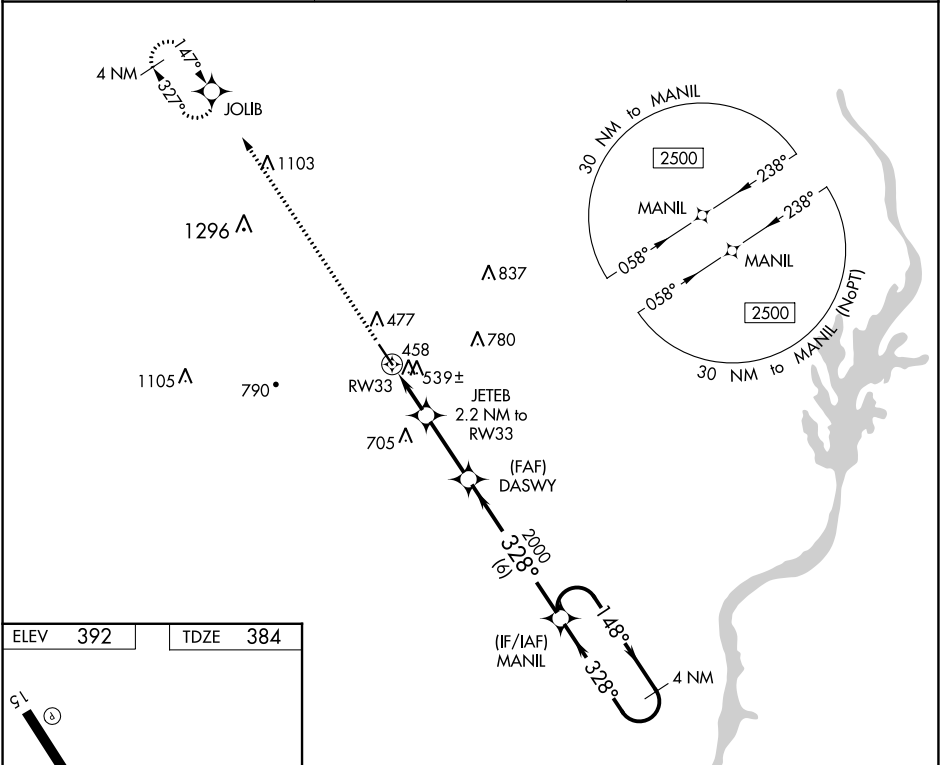 147°
4 NM
327°
JOLIB
1103
1296
30 NM to MANIL
2500
238°
MANIL
058°
238°
MANIL
058°
2500
30 NM to MANIL (NoPT)
837
477
780
458
539±
RW33
1105
790
JETEB
2.2 NM to
RW33
705
(FAF)
DASWY
2000
328°
(6)
(IF/IAF)
MANIL
148°
328°
4 NM
ELEV 392
TDZE 384
15
P